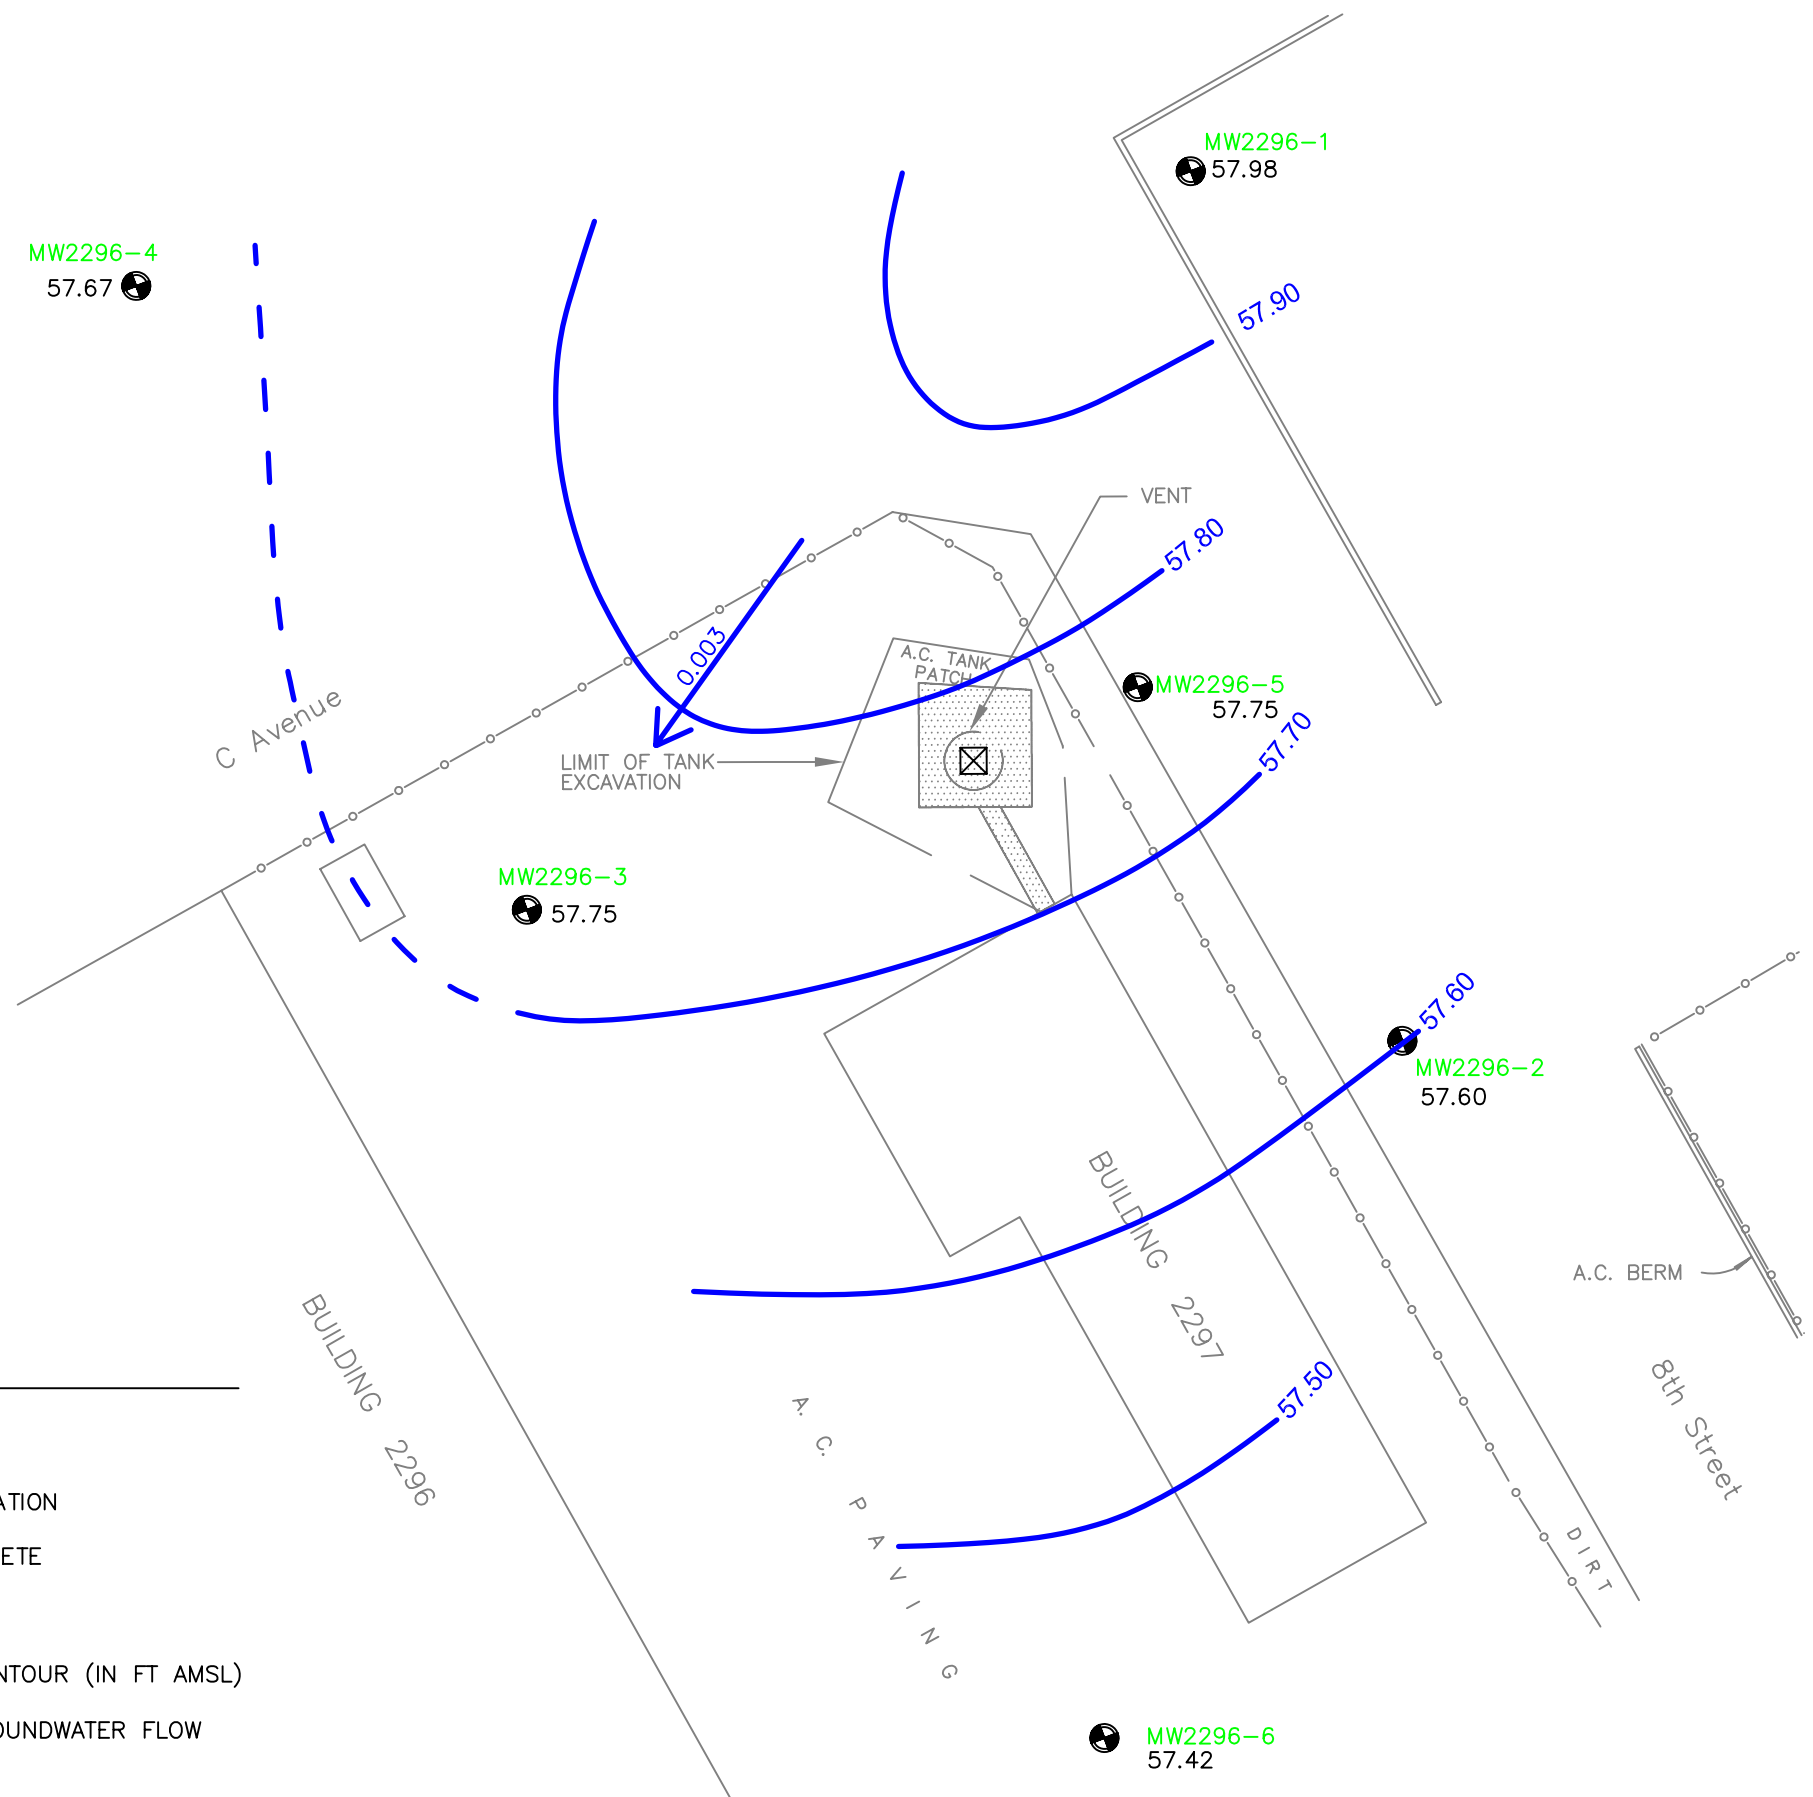 MW2296-1
57.98
MW2296-4
57.67
57.90
VENT
57.80
A.C. TANK
PATCH
0.003
MW2296-5
57.75
C Avenue
57.70
LIMIT OF TANK
EXCAVATION
MW2296-3
57.75
57.60
MW2296-2
57.60
BUILDING 2297
A.C. BERM
BUILDING 2296
8th Street
57.50
A.C. PAVING
DIRT
ATION
ETE
NTOUR (IN FT AMSL)
OUNDWATER FLOW
MW2296-6
57.42